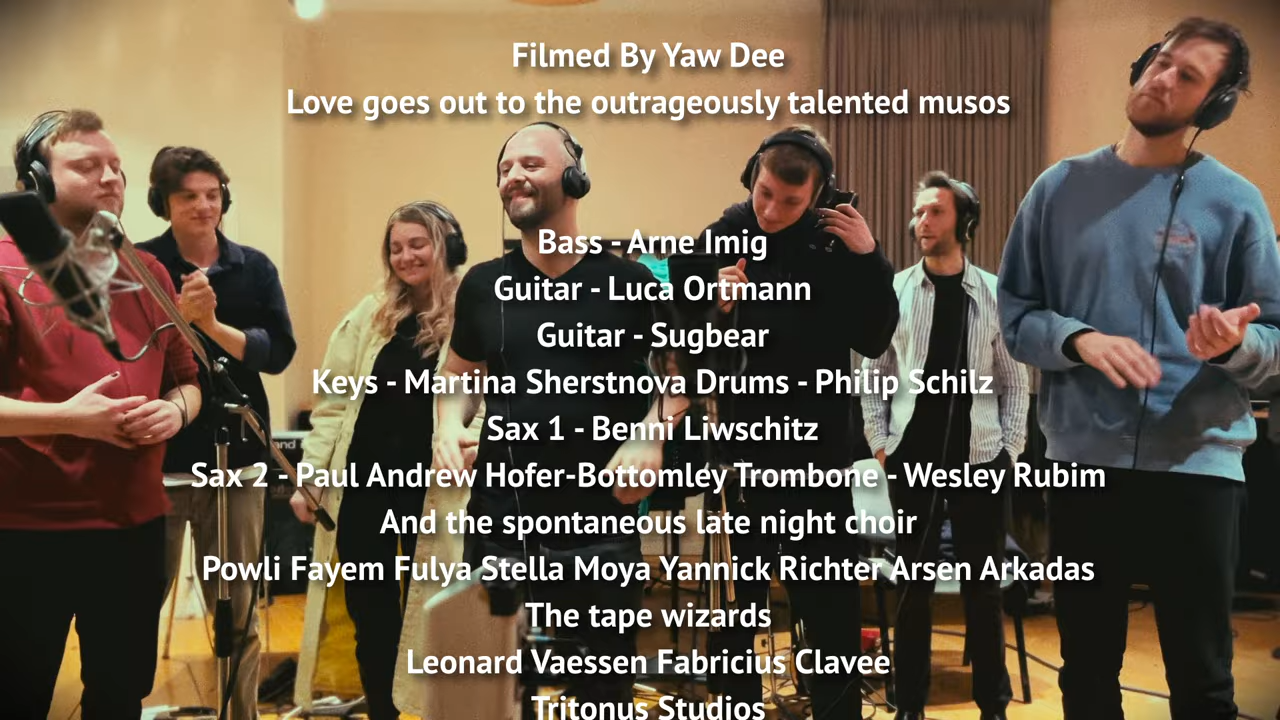 Filmed By Yaw Dee
Love goes out to the outrageously talented musos
Bass - Arne Imig
Guitar - Luca Ortmann
Guitar - Sugbear
Keys - Martina Sherstnova Drums - Philip Schilz
Sax 1 - Benni Liwschitz
Sax 2 - Paul Andrew Hofer-Bottomley Trombone - Wesley Rubim
And the spontaneous late night choir
Powli Fayem Fulya Stella Moya Yannick Richter Arsen Arkadas
The tape wizards
Leonard Vaessen Fabricius Clavee
Tritonus Studios